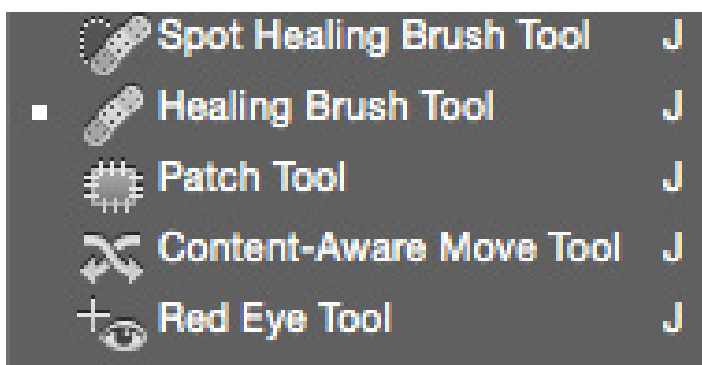 Spot Healing Brush Tool J
Healing Brush Tool J
Patch Tool J
Content-Aware Move Tool J
Red Eye Tool J